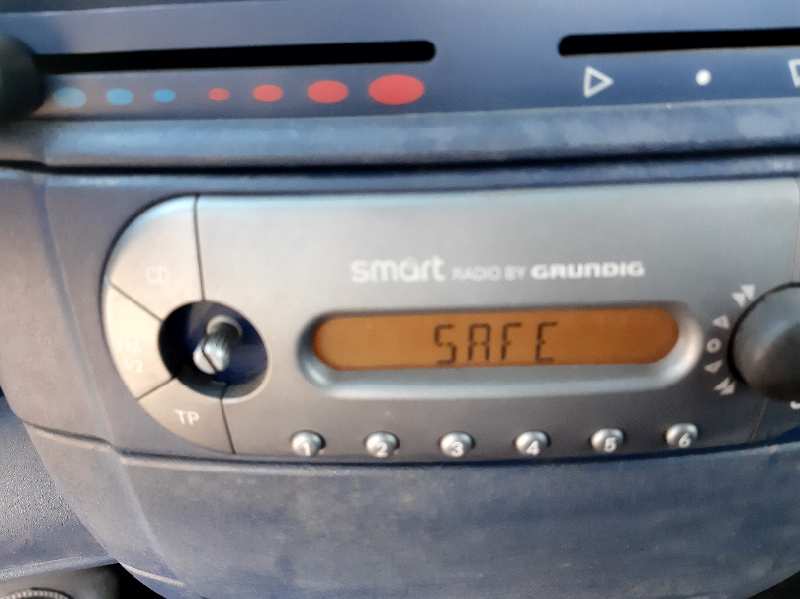 smart RADIO BY GRUNDIG
CD
SAFE
TP
1 2 3 4 5 6